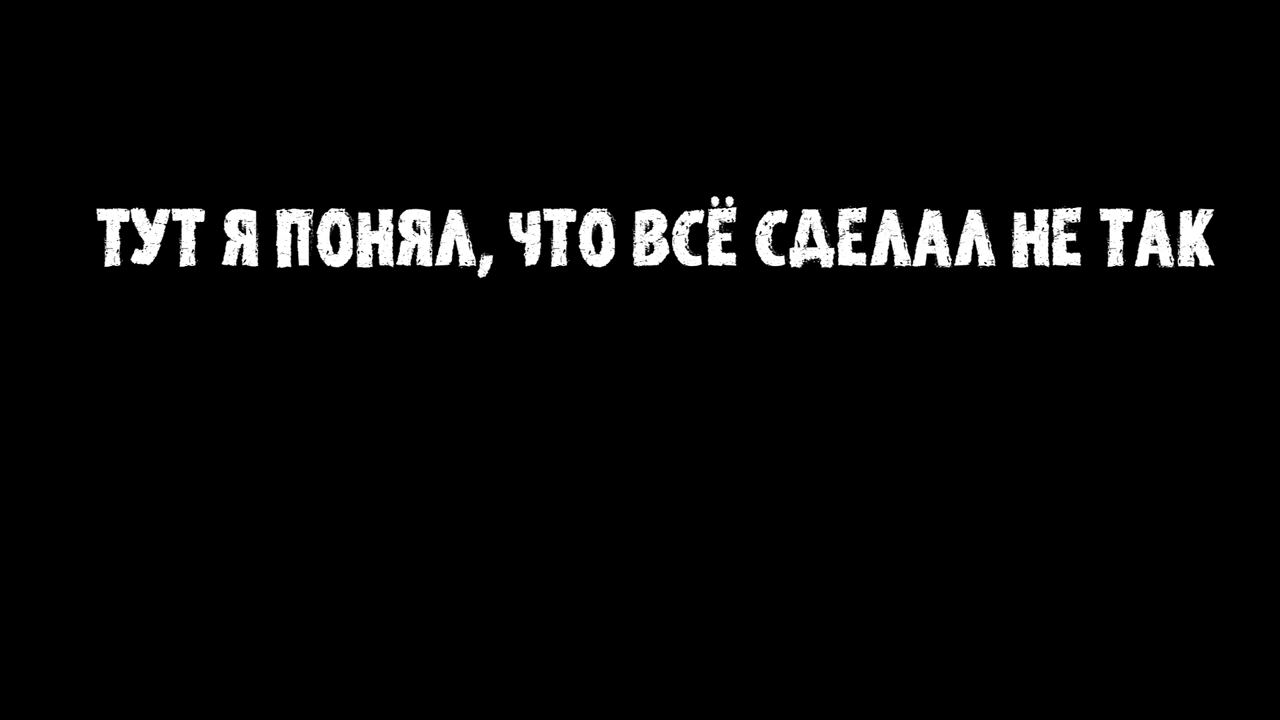 ТУТ Я ПОНЯЛ, ЧТО ВСЁ СДЕЛАЛ НЕ ТАК